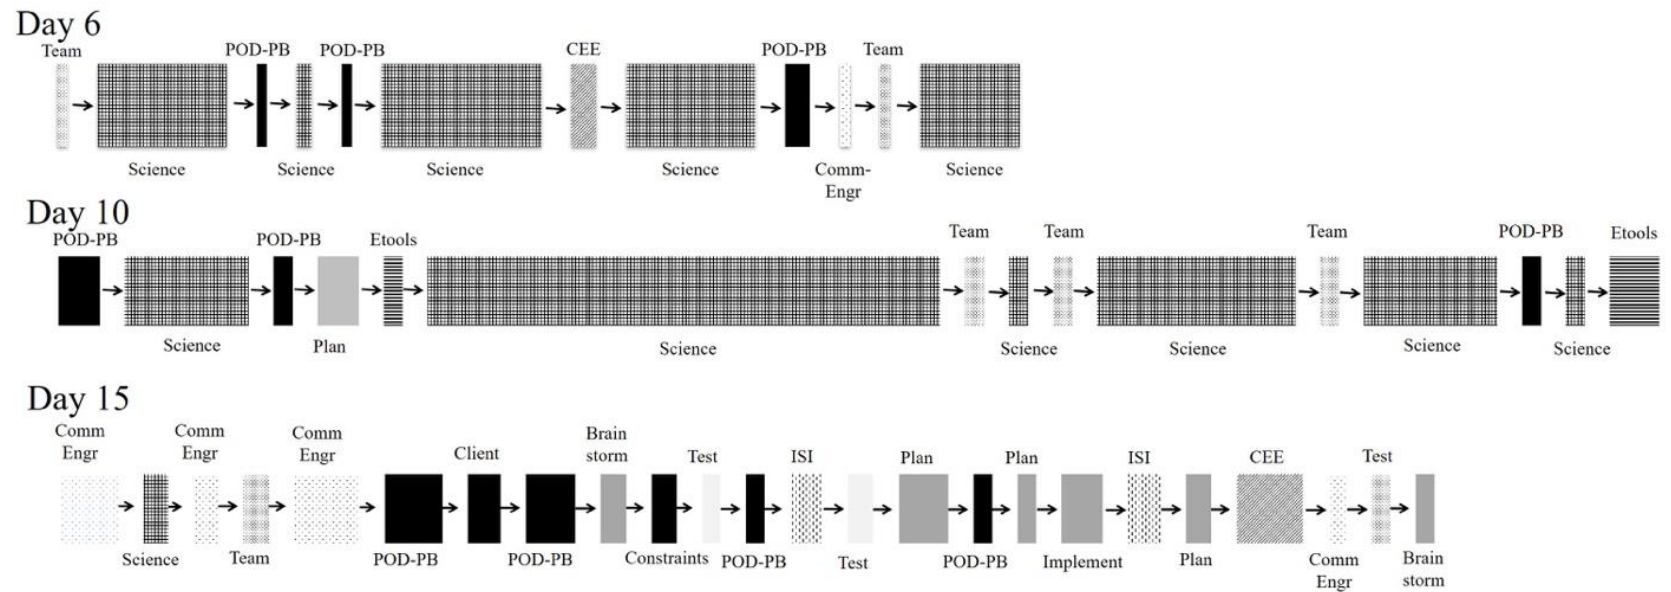 Day 6
Team POD-PB POD-PB CEE POD-PB Team
Science Science Science Science Comm- Science
Engr
Day 10
POD-PB POD-PB Etools Team Team Team POD-PB Etools
Science Plan Science Science Science Science Science
Day 15
Comm Comm Comm Brain
Engr Engr Engr Client storm Test ISI Plan Plan ISI CEE Test
Science Team POD-PB POD-PB Constraints POD-PB Test POD-PB Implement Plan Comm Brain
Engr storm